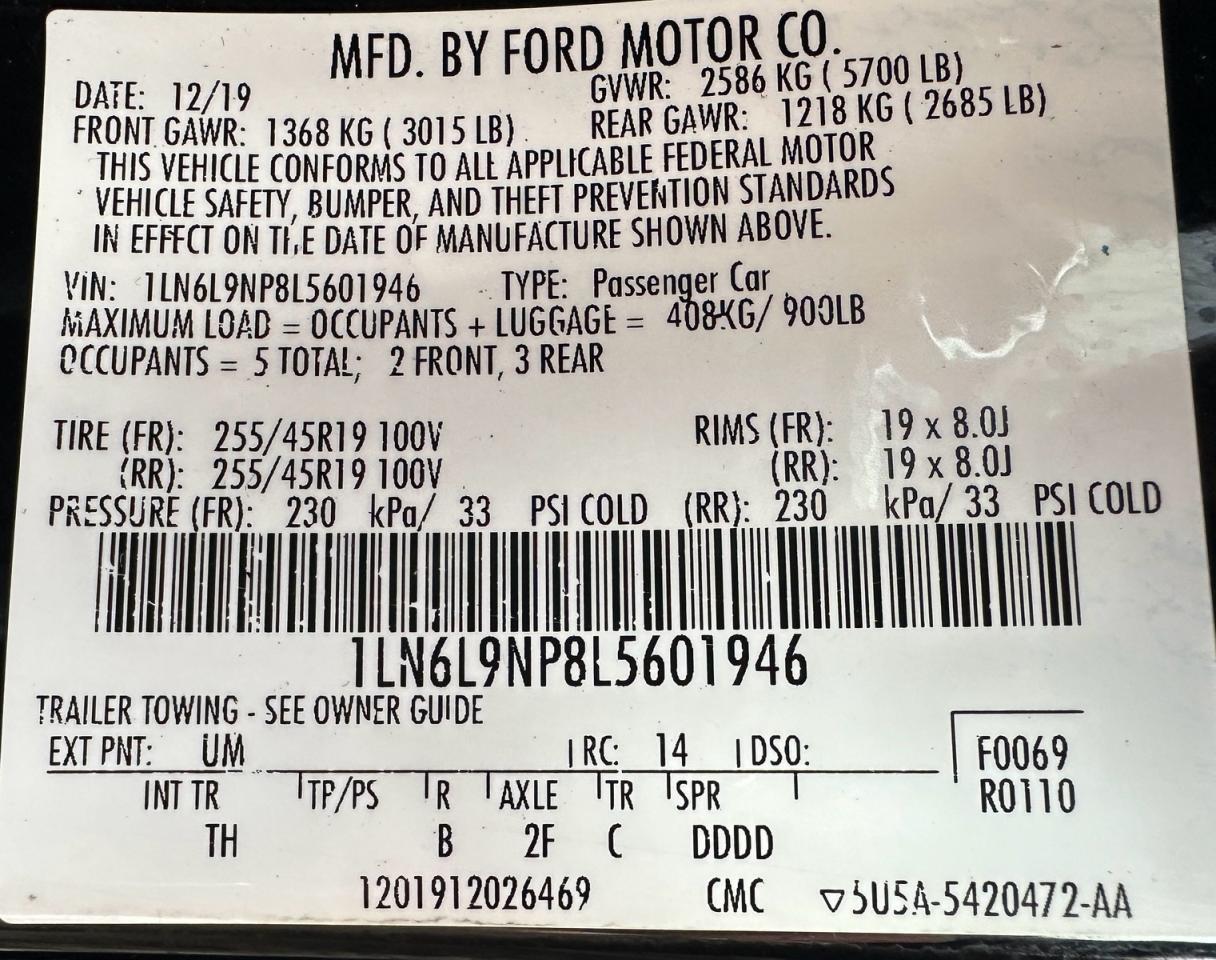 MFD. BY FORD MOTOR CO.
DATE: 12/19 GVWR: 2586 KG ( 5700 LB)
FRONT GAWR: 1368 KG ( 3015 LB) REAR GAWR: 1218 KG ( 2685 LB)
THIS VEHICLE CONFORMS TO ALL APPLICABLE FEDERAL MOTOR
VEHICLE SAFETY, BUMPER, AND THEFT PREVENTION STANDARDS
IN EFFECT ON THE DATE OF MANUFACTURE SHOWN ABOVE.
VIN: 1LN6L9NP8L5601946 TYPE: Passenger Car
MAXIMUM LOAD = OCCUPANTS + LUGGAGE = 408KG/ 900LB
OCCUPANTS = 5 TOTAL; 2 FRONT, 3 REAR
TIRE (FR): 255/45R19 100V RIMS (FR): 19 x 8.0J
(RR): 255/45R19 100V (RR): 19 x 8.0J
PRESSURE (FR): 230 kPa/ 33 PSI COLD (RR): 230 kPa/ 33 PSI COLD
1LN6L9NP8L5601946
TRAILER TOWING - SEE OWNER GUIDE
EXT PNT: UM RC: 14 DSO: F0069
INT TR TP/PS R AXLE TR SPR R0110
TH B 2F C DDDD
1201912026469 CMC ▽5U5A-5420472-AA